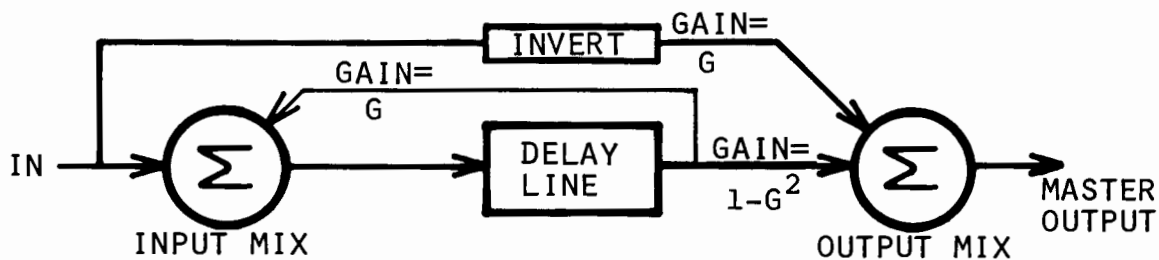 INVERT
GAIN=
G
GAIN=
G
IN
Σ
DELAY
LINE
GAIN=
1-G²
Σ
MASTER
OUTPUT
INPUT MIX
OUTPUT MIX